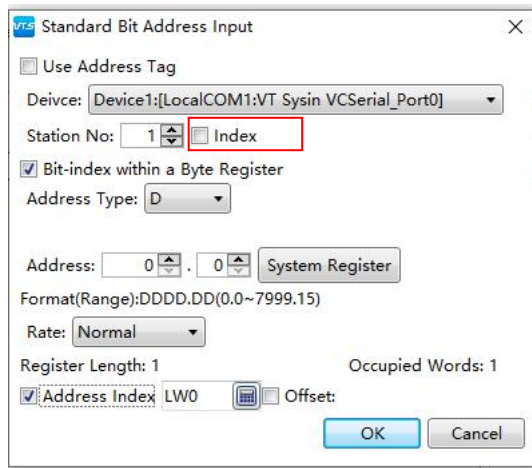 VTS Standard Bit Address Input
Use Address Tag
Deivce: Device1:[LocalCOM1:VT Sysin VCSerial_Port0]
Station No: 1 Index
Bit-index within a Byte Register
Address Type: D
Address: 0 . 0 System Register
Format(Range):DDDD.DD(0.0~7999.15)
Rate: Normal
Register Length: 1 Occupied Words: 1
Address Index LW0 Offset:
OK Cancel